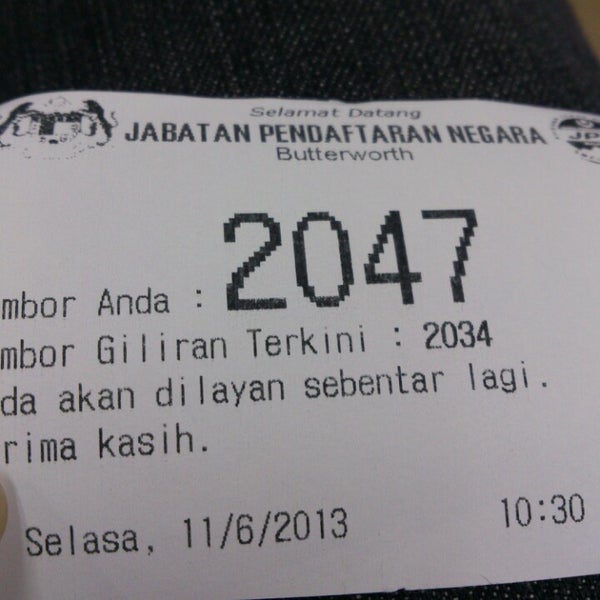 Selamat Datang
JABATAN PENDAFTARAN NEGARA
Butterworth
mbor Anda : 2047
mbor Giliran Terkini : 2034
da akan dilayan sebentar lagi.
rima kasih.
Selasa, 11/6/2013 10:30